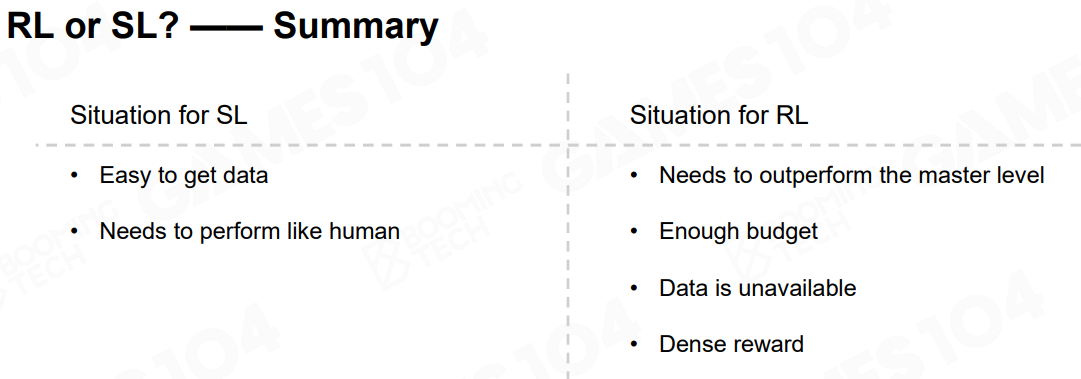 RL or SL? —— Summary
Situation for SL
• Easy to get data
• Needs to perform like human
Situation for RL
• Needs to outperform the master level
• Enough budget
• Data is unavailable
• Dense reward
GAMES104
BOOMING
TECH